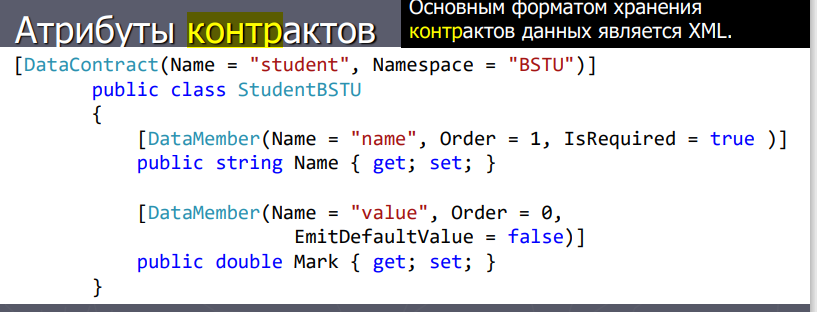 Атрибуты контрактов
Основным форматом хранения
контрактов данных является XML.
[DataContract(Name = "student", Namespace = "BSTU")]
public class StudentBSTU
{
[DataMember(Name = "name", Order = 1, IsRequired = true )]
public string Name { get; set; }
[DataMember(Name = "value", Order = 0,
EmitDefaultValue = false)]
public double Mark { get; set; }
}